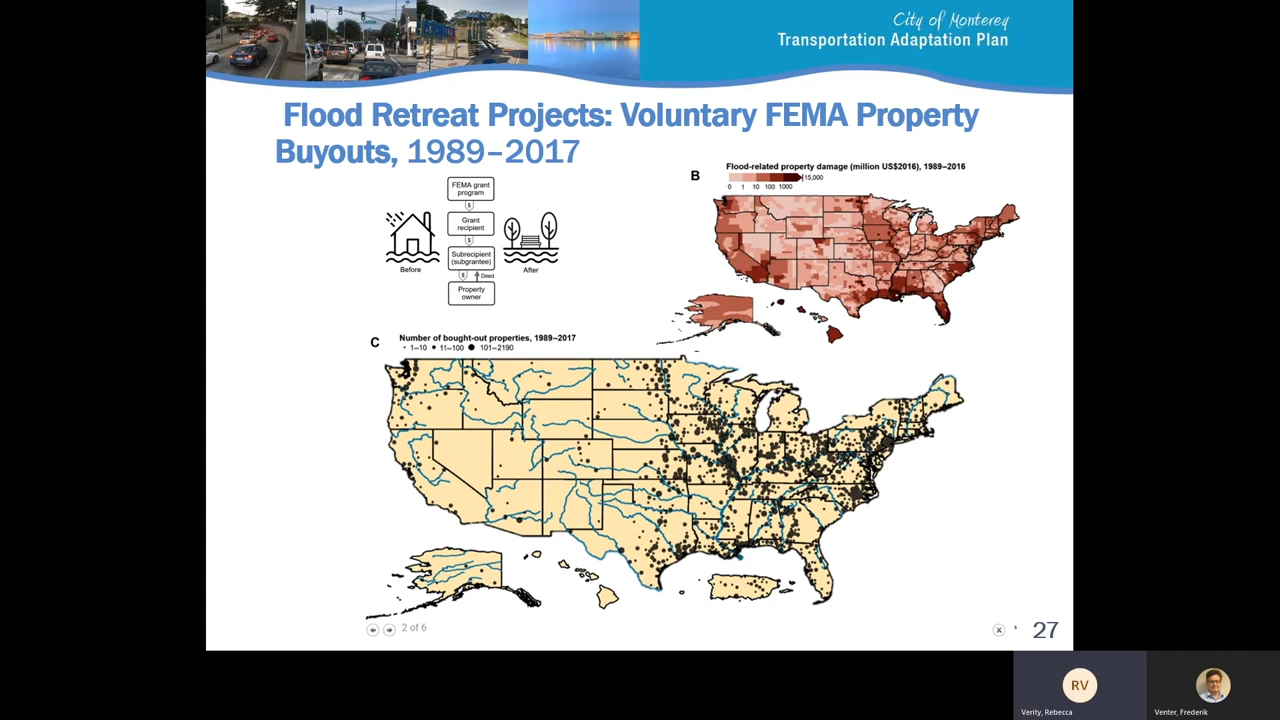 City of Monterey
Transportation Adaptation Plan
Flood Retreat Projects: Voluntary FEMA Property
Buyouts, 1989–2017
FEMA grant
program
$
Grant
recipient
$
Subrecipient
(subgrantee)
$ Deed
Property
owner
Before
After
B
Flood-related property damage (million US$2016), 1989–2016
15,000
0 1 10 100 1000
C
Number of bought-out properties, 1989–2017
1–10 11–100 101–2190
2 of 6
X
27
RV
Verity, Rebecca
Venter, Frederik